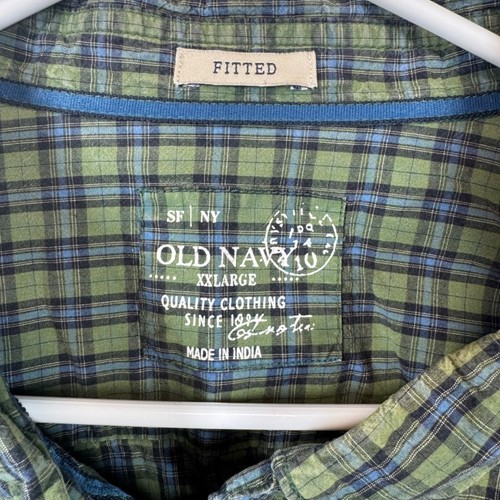 FITTED
SF | NY
OLD NAVY
XXLARGE
QUALITY CLOTHING
SINCE 1994
MADE IN INDIA